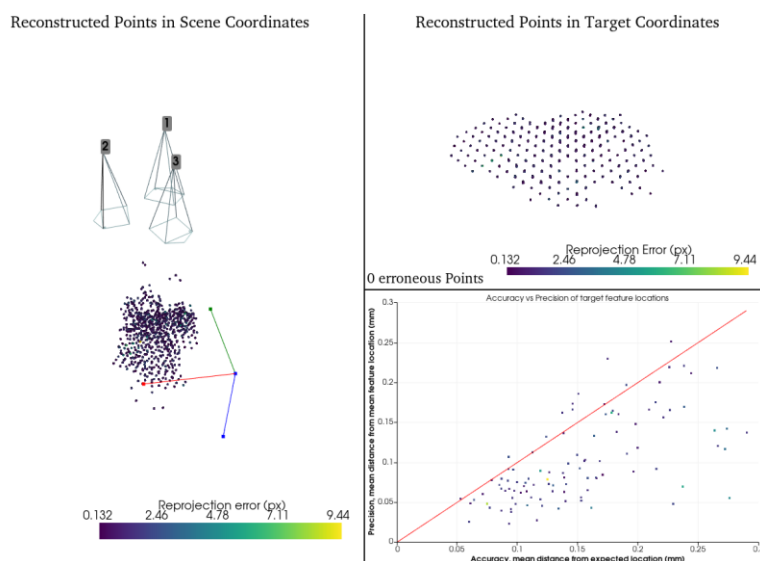 Reconstructed Points in Scene Coordinates
1
2
3
Reprojection error (px)
0.132 2.46 4.78 7.11 9.44
Reconstructed Points in Target Coordinates
Reprojection Error (px)
0.132 2.46 4.78 7.11 9.44
0 erroneous Points
Accuracy vs Precision of target feature locations
Precision, mean distance from mean feature location (mm)
0.3
0.25
0.2
0.15
0.1
0.05
0
0 0.05 0.1 0.15 0.2 0.25
Accuracy, mean distance from expected location (mm)